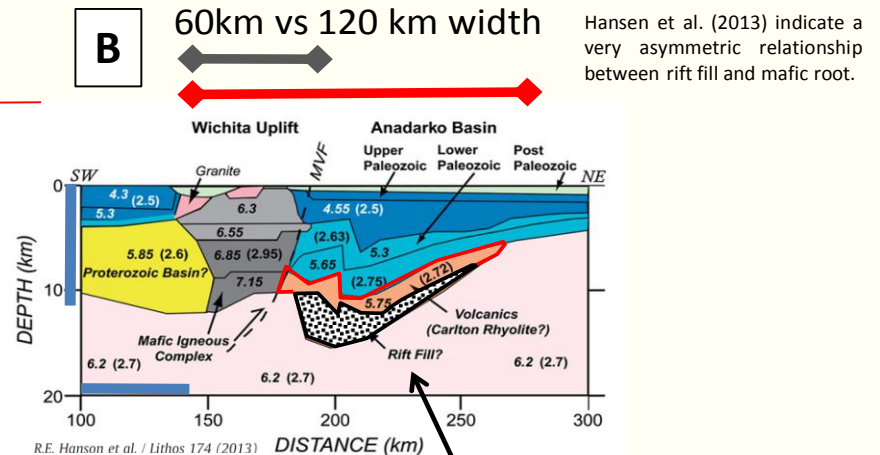 B
60km vs 120 km width
Hansen et al. (2013) indicate a
very asymmetric relationship
between rift fill and mafic root.
Wichita Uplift
MVF
Anadarko Basin
Upper
Paleozoic
Lower
Paleozoic
Post
Paleozoic
SW
NE
Granite
0
4.3 (2.5)
5.3
6.3
6.55
4.55 (2.5)
(2.63)
5.3
5.85 (2.6)
Proterozoic Basin?
6.85 (2.95)
5.65
7.15
(2.75)
(2.72)
5.75
DEPTH (km)
10
Volcanics
(Carlton Rhyolite?)
Mafic Igneous
Complex
Rift Fill?
6.2 (2.7)
6.2 (2.7)
6.2 (2.7)
20
100
150
200
250
300
R.E. Hanson et al. / Lithos 174 (2013)
DISTANCE (km)